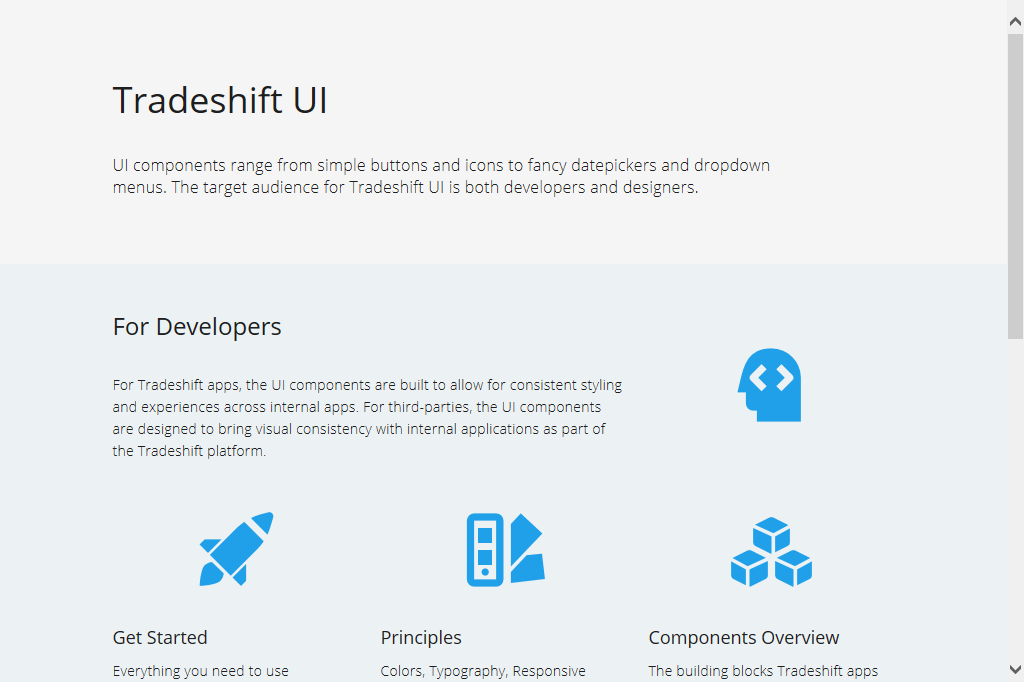 Tradeshift UI
UI components range from simple buttons and icons to fancy datepickers and dropdown
menus. The target audience for Tradeshift UI is both developers and designers.
For Developers
For Tradeshift apps, the UI components are built to allow for consistent styling
and experiences across internal apps. For third-parties, the UI components
are designed to bring visual consistency with internal applications as part of
the Tradeshift platform.
Get Started
Everything you need to use
Principles
Colors, Typography, Responsive
Components Overview
The building blocks Tradeshift apps